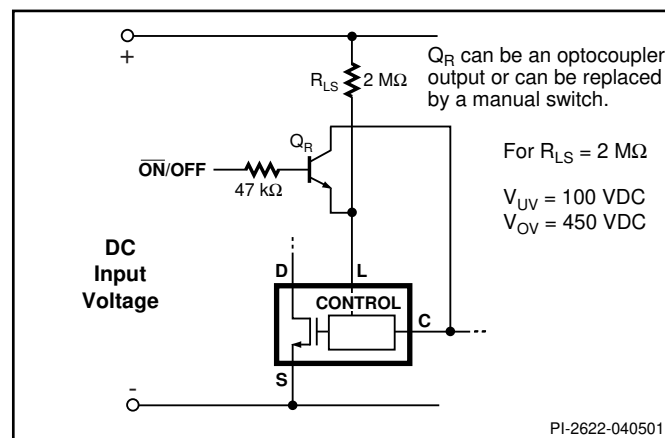 +
R_LS 2 MΩ
Q_R can be an optocoupler
output or can be replaced
by a manual switch.
Q_R
ON/OFF
47 kΩ
For R_LS = 2 MΩ
V_UV = 100 VDC
V_OV = 450 VDC
DC
Input
Voltage
D
L
CONTROL
C
S
-
PI-2622-040501